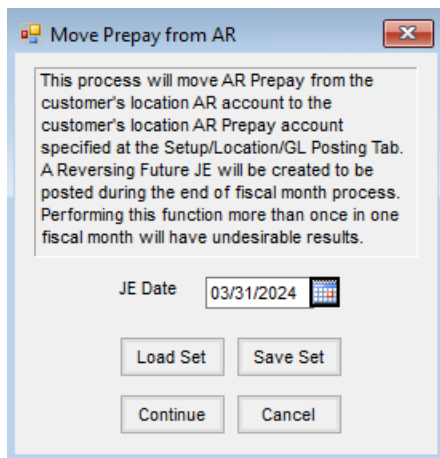 Move Prepay from AR
This process will move AR Prepay from the
customer's location AR account to the
customer's location AR Prepay account
specified at the Setup/Location/GL Posting Tab.
A Reversing Future JE will be created to be
posted during the end of fiscal month process.
Performing this function more than once in one
fiscal month will have undesirable results.
JE Date 03/31/2024
Load Set Save Set
Continue Cancel